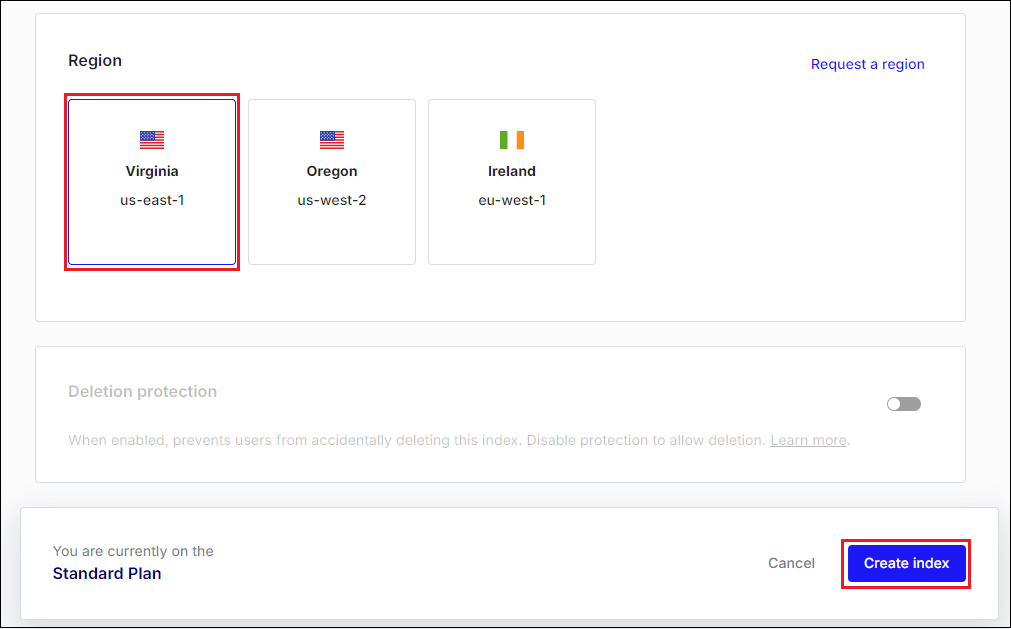 Region
Request a region
Virginia
us-east-1
Oregon
us-west-2
Ireland
eu-west-1
Deletion protection
When enabled, prevents users from accidentally deleting this index. Disable protection to allow deletion. Learn more.
You are currently on the
Standard Plan
Cancel
Create index